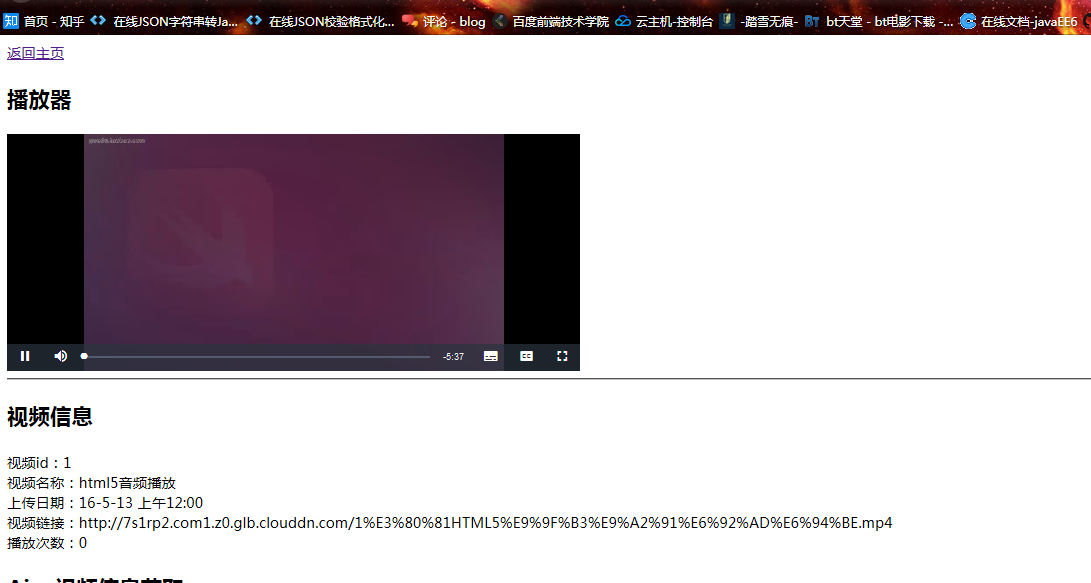 知 首页 - 知乎 在线JSON字符串转Ja... 在线JSON校验格式化... 评论 - blog 百度前端技术学院 云主机-控制台 -踏雪无痕- BT bt天堂 - bt电影下载 -... 在线文档-javaEE6
返回主页
播放器
-5:37
CC
视频信息
视频id：1
视频名称：html5音频播放
上传日期：16-5-13 上午12:00
视频链接：http://7s1rp2.com1.z0.glb.clouddn.com/1%E3%80%81HTML5%E9%9F%B3%E9%A2%91%E6%92%AD%E6%94%BE.mp4
播放次数：0